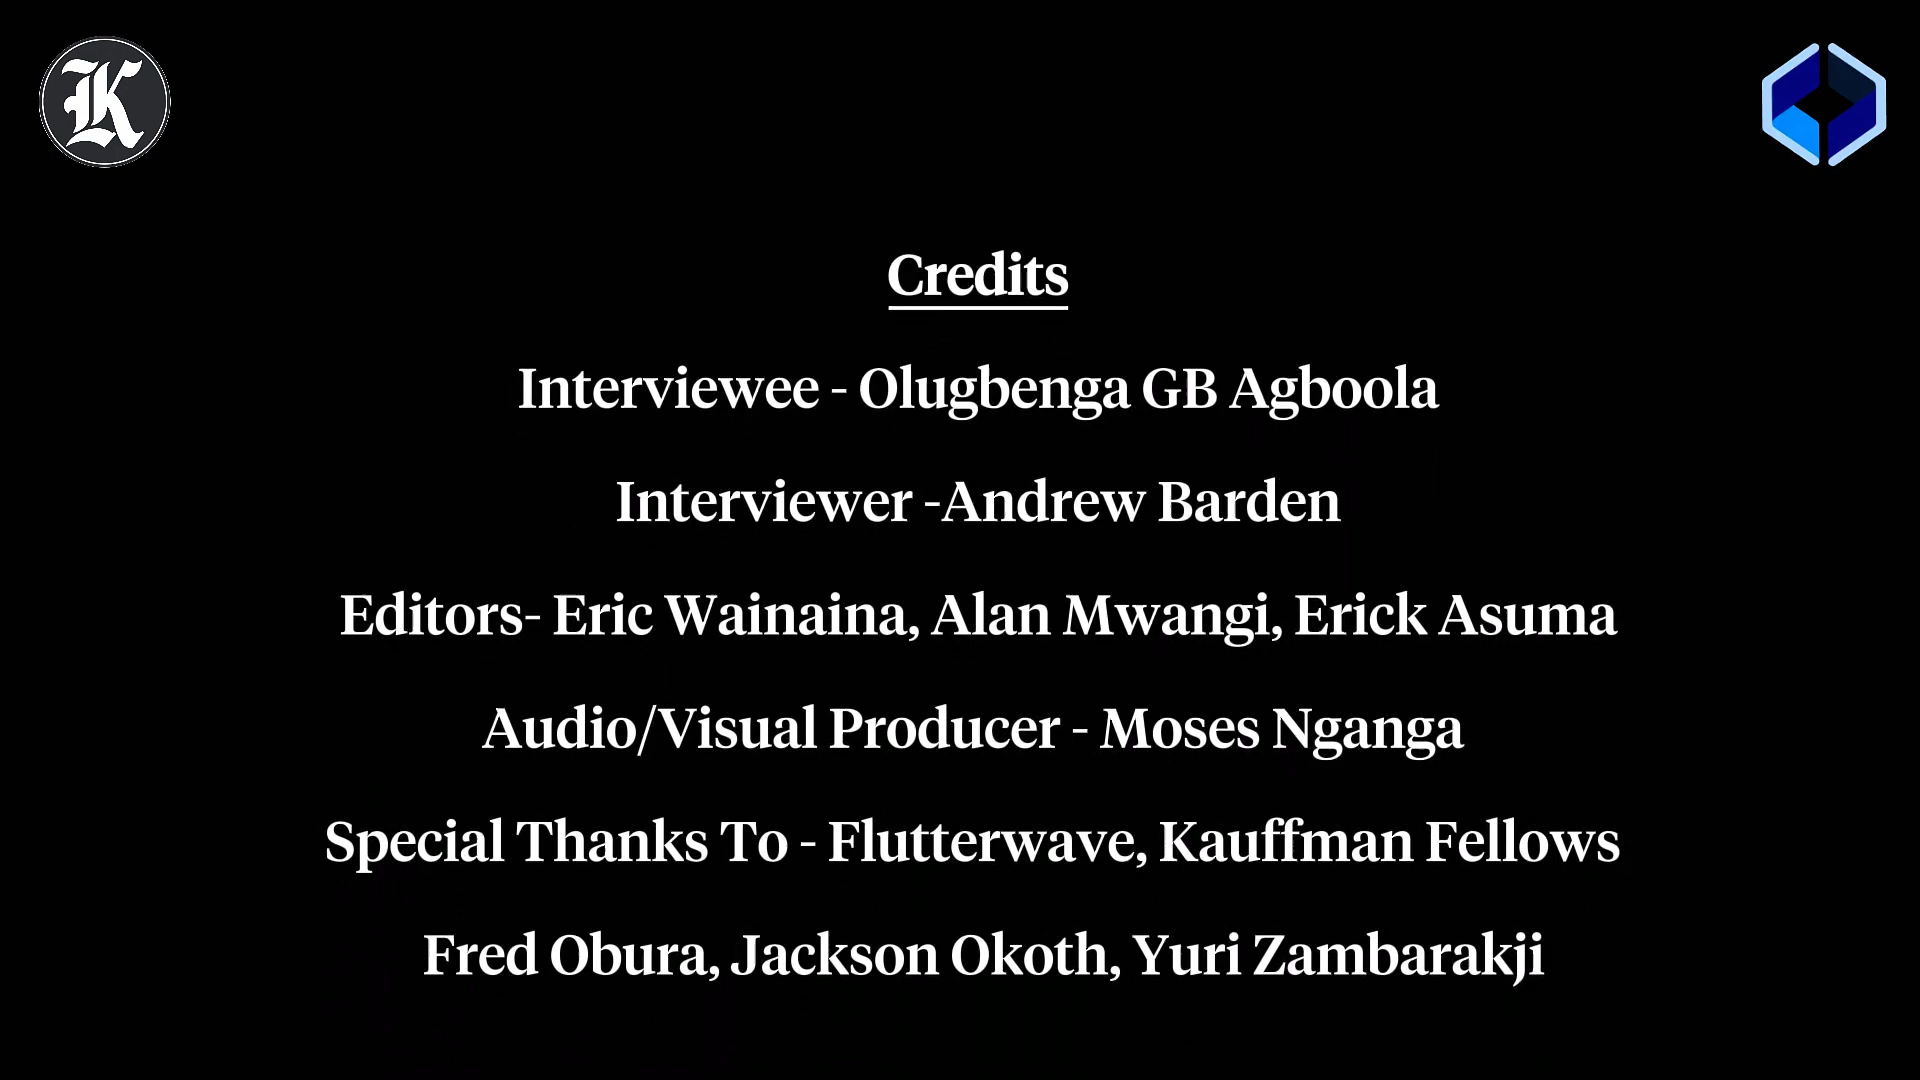 K
Credits
Interviewee - Olugbenga GB Agboola
Interviewer -Andrew Barden
Editors- Eric Wainaina, Alan Mwangi, Erick Asuma
Audio/Visual Producer - Moses Nganga
Special Thanks To - Flutterwave, Kauffman Fellows
Fred Obura, Jackson Okoth, Yuri Zambarakji